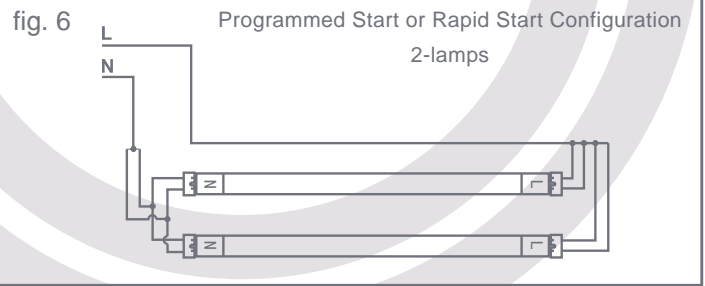 fig. 6
Programmed Start or Rapid Start Configuration
2-lamps
L
N
N
L
N
L